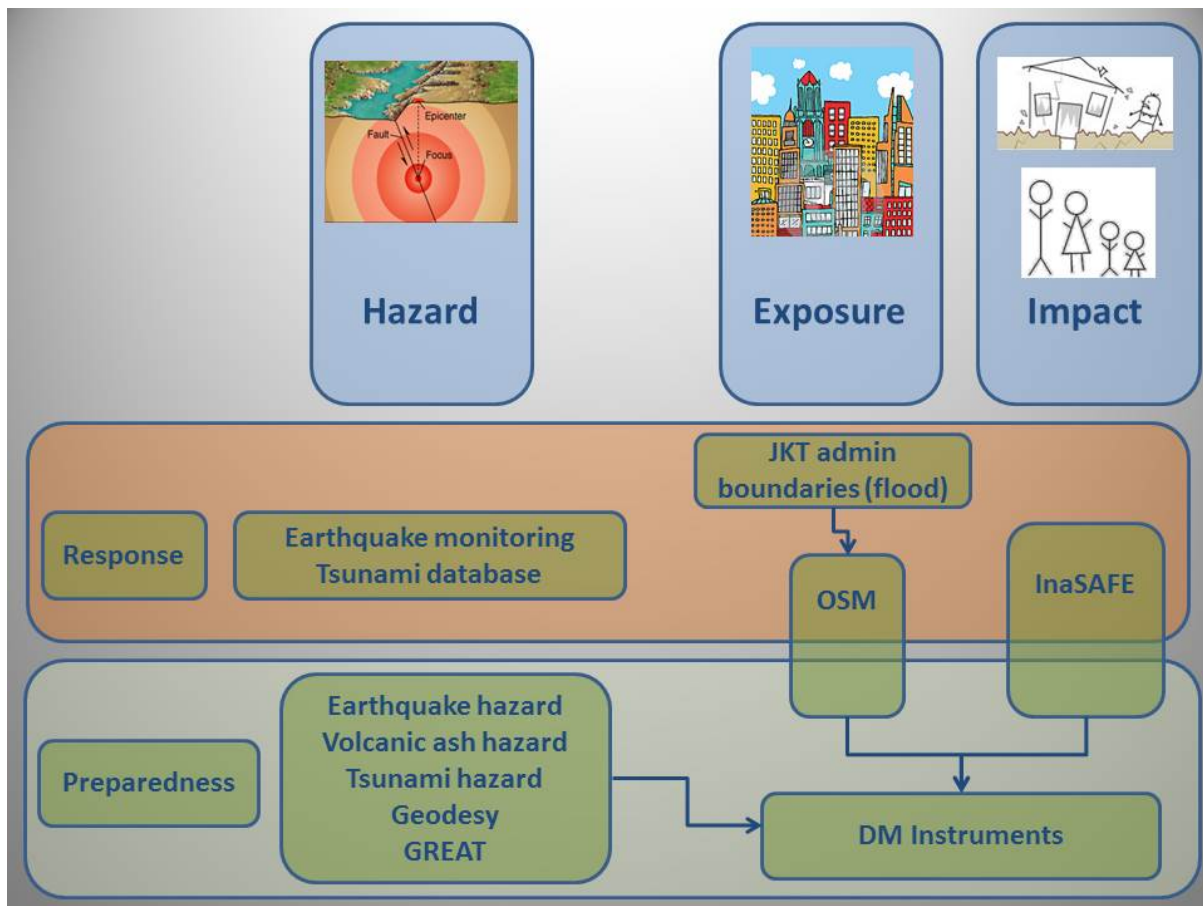 Epicenter
Fault
Focus
Hazard
Exposure
Impact
JKT admin
boundaries (flood)
Response
Earthquake monitoring
Tsunami database
OSM
InaSAFE
Preparedness
Earthquake hazard
Volcanic ash hazard
Tsunami hazard
Geodesy
GREAT
DM Instruments